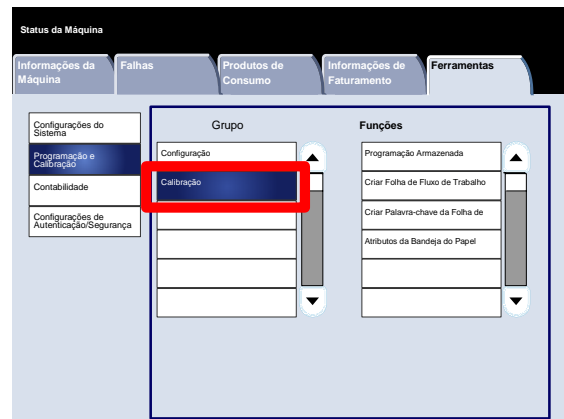 Status da Máquina
Informações da
Máquina
Falhas
Produtos de
Consumo
Informações de
Faturamento
Ferramentas
Configurações do
Sistema
Programação e
Calibração
Contabilidade
Configurações de
Autenticação/Segurança
Grupo
Configuração
Calibração
Funções
Programação Armazenada
Criar Folha de Fluxo de Trabalho
Criar Palavra-chave da Folha de
Atributos da Bandeja do Papel